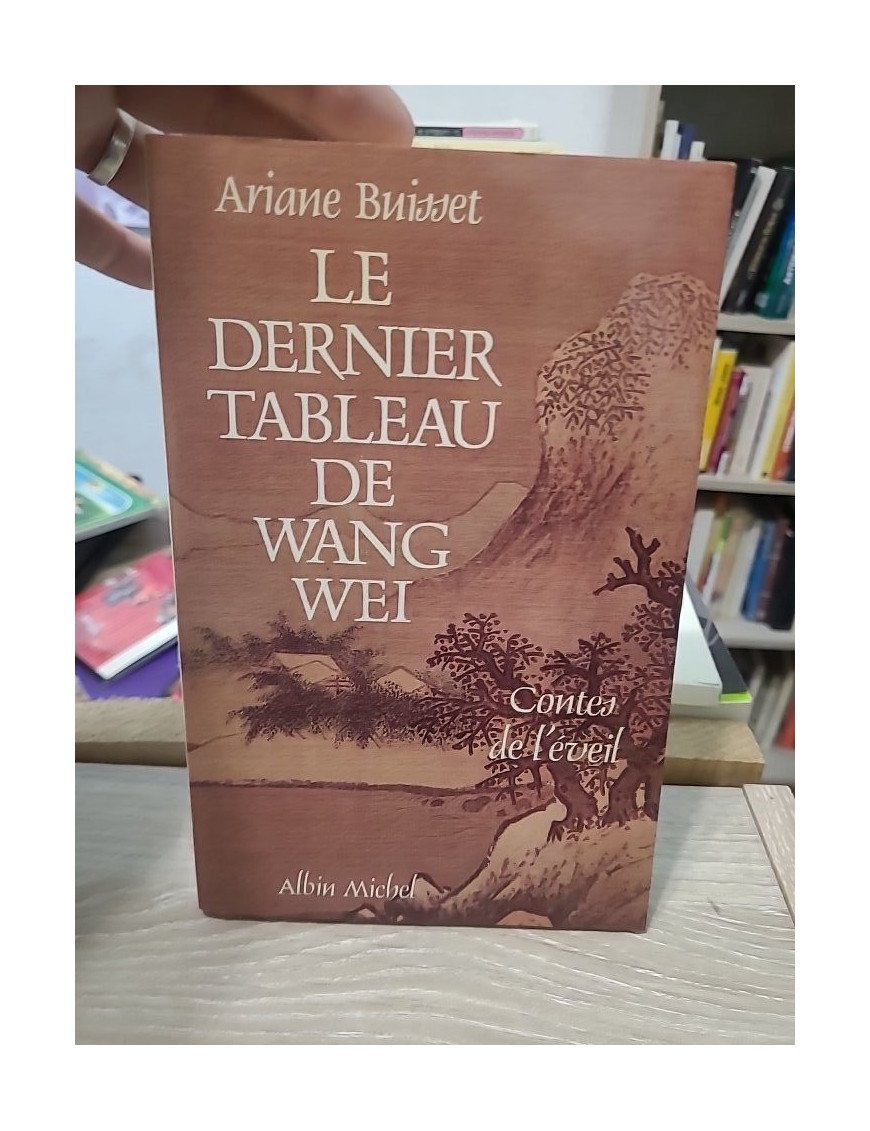 Ariane Buisset
LE
DERNIER
TABLEAU
DE
WANG
WEI
Contes
de l'éveil
Albin Michel